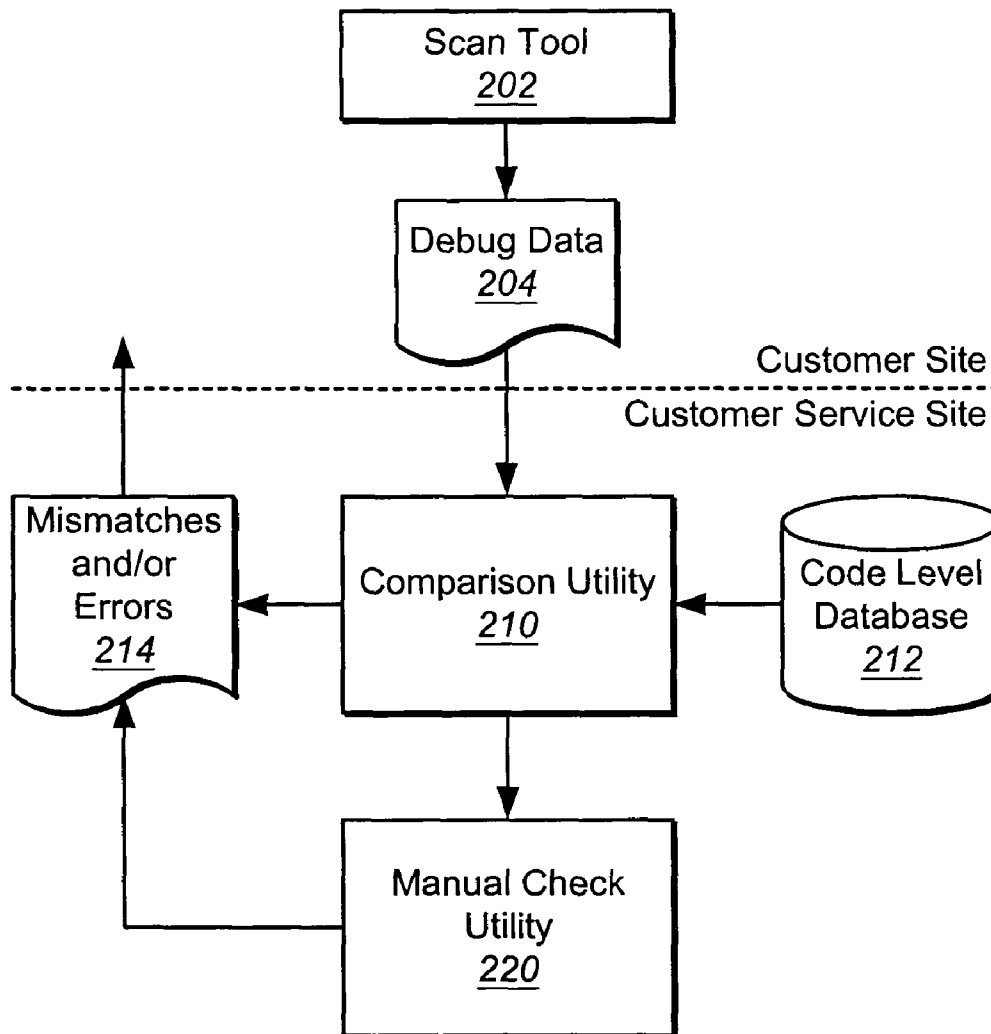 Scan Tool
202
Debug Data
204
Customer Site
Customer Service Site
Mismatches
and/or
Errors
214
Comparison Utility
210
Code Level
Database
212
Manual Check
Utility
220